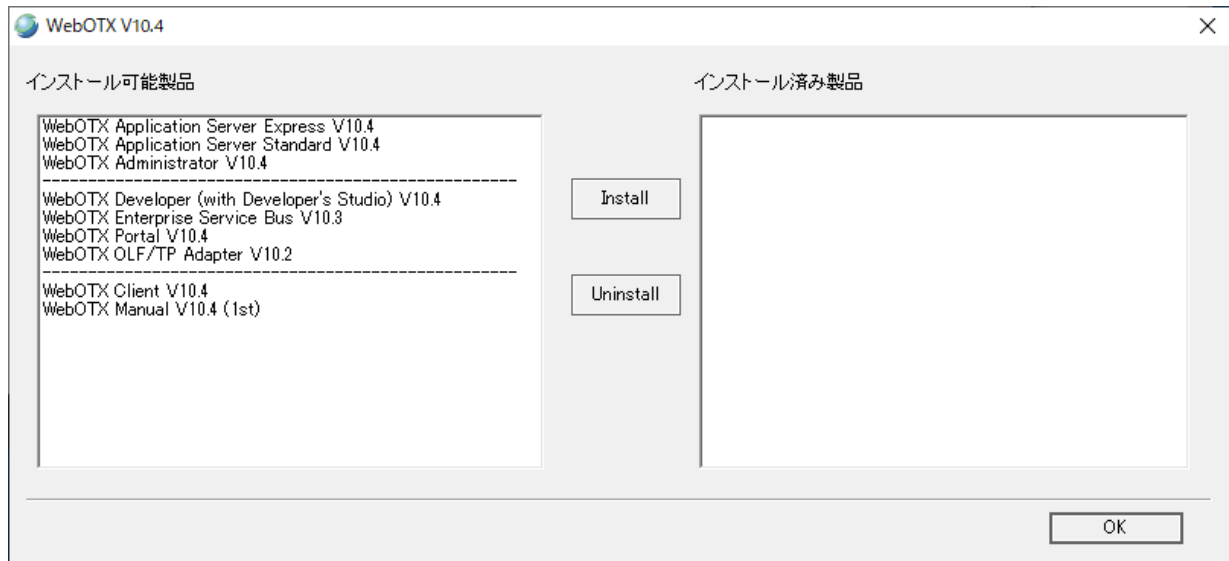 WebOTX V10.4
インストール可能製品
WebOTX Application Server Express V10.4
WebOTX Application Server Standard V10.4
WebOTX Administrator V10.4
------------------------------------------------------
WebOTX Developer (with Developer's Studio) V10.4
WebOTX Enterprise Service Bus V10.3
WebOTX Portal V10.4
WebOTX OLF/TP Adapter V10.2
------------------------------------------------------
WebOTX Client V10.4
WebOTX Manual V10.4 (1st)
Install
Uninstall
インストール済み製品
OK